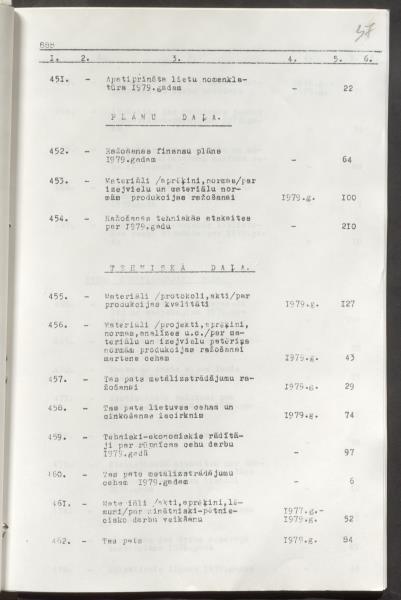 57
888
1. 2. 3. 4. 5. 6.
451. - Apstiprināta lietu nomenkla-
tūra 1979.gadam - 22
PLĀNU DAĻA.
452. - Ražošanas finansu plāns
1979.gadam - 64
453. - Materiāli /aprēķini,normas/par
izejvielu un materiālu nor-
mām produkcijas ražošanai 1979.g. 100
454. - Ražošanas tehniskās atskaites
par 1979.gadu - 210
TEHNISKĀ DAĻA.
455. - Materiāli /protokoli,akti/par
produkcijas kvalitāti 1979.g. 127
456. - Materiāli /projekti,aprēķini,
normas,analīzes u.c./par ma-
teriālu un izejvielu patēriņa
normām produkcijas ražošanai
martena ceham 1979.g. 43
457. - Tas pats metālizstrādājumu ra-
žošanai 1979.g. 29
458. - Tas pats lietuves ceham un
cinkošanas iecirknim 1979.g. 74
459. - Tehniski-ekonomiskie rādītā-
ji par rūpnīcas cehu darbu
1979.gadā - 97
460. - Tas pats metālizstrādājumu
ceham 1979.gadam - 6
461. - Materiāli /akti,aprēķini,lē-
mumi/par zinātniski-pētnie-
cisko darbu veikšanu 1977.g.-
1979.g. 52
462. - Tas pats 1979.g. 84